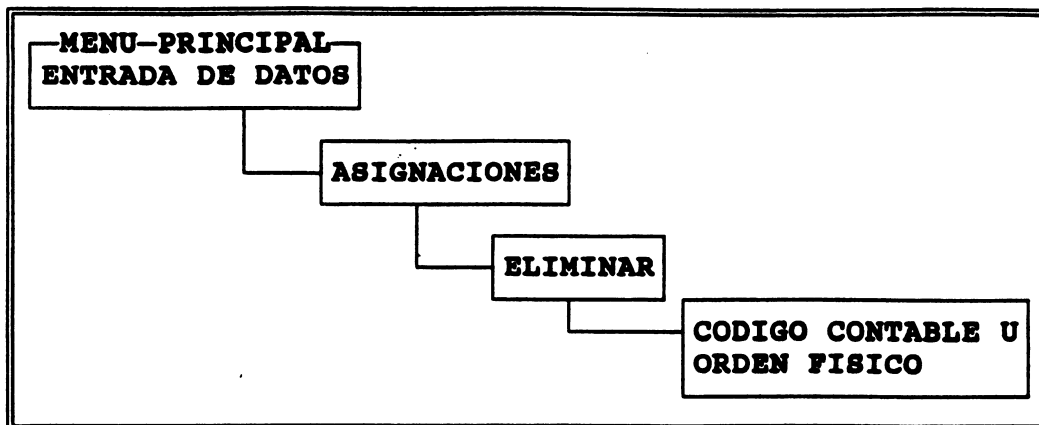 MENU-PRINCIPAL
ENTRADA DE DATOS
ASIGNACIONES
ELIMINAR
CODIGO CONTABLE U
ORDEN FISICO